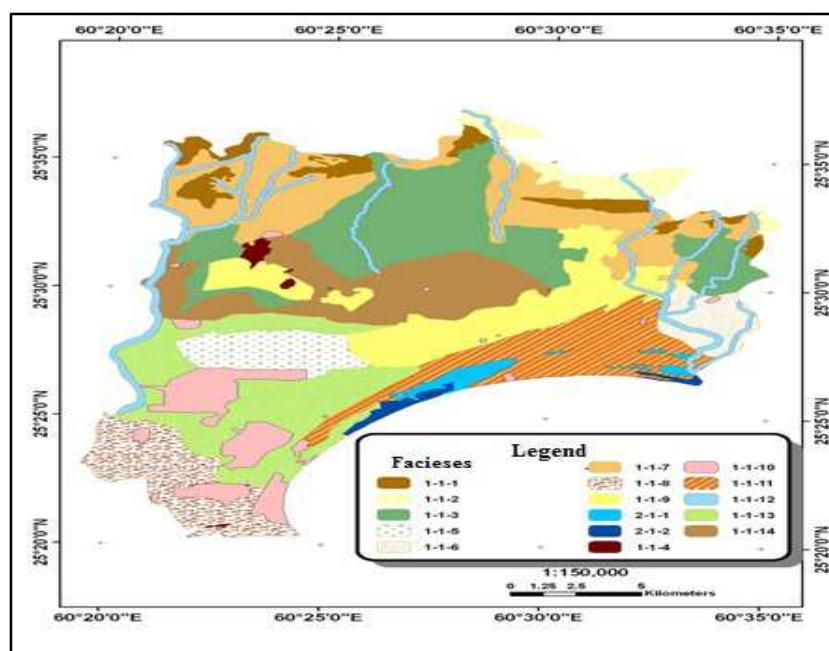 60°20'0"E 60°25'0"E 60°30'0"E 60°35'0"E
25°35'0"N 25°35'0"N
25°30'0"N 25°30'0"N
25°25'0"N 25°25'0"N
25°20'0"N 25°20'0"N
Legend
Facieses
1-1-1
1-1-2
1-1-3
1-1-5
1-1-6
1-1-7
1-1-8
1-1-9
2-1-1
2-1-2
1-1-4
1-1-10
1-1-11
1-1-12
1-1-13
1-1-14
1:150,000
0 1.25 2.5 5
Kilometers
60°20'0"E 60°25'0"E 60°30'0"E 60°35'0"E